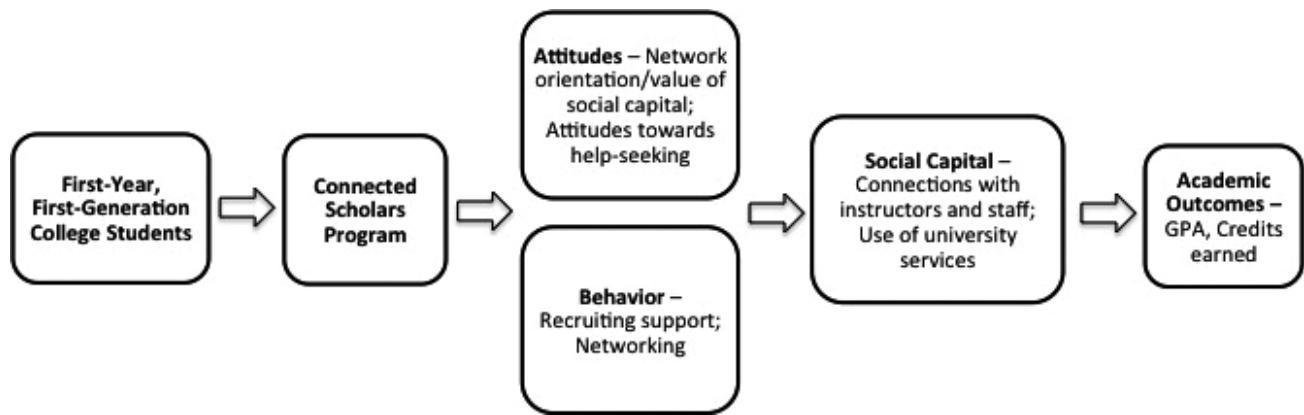 First-Year,
First-Generation
College Students
Connected
Scholars
Program
Attitudes – Network
orientation/value of
social capital;
Attitudes towards
help-seeking
Behavior –
Recruiting support;
Networking
Social Capital –
Connections with
instructors and staff;
Use of university
services
Academic
Outcomes –
GPA, Credits
earned